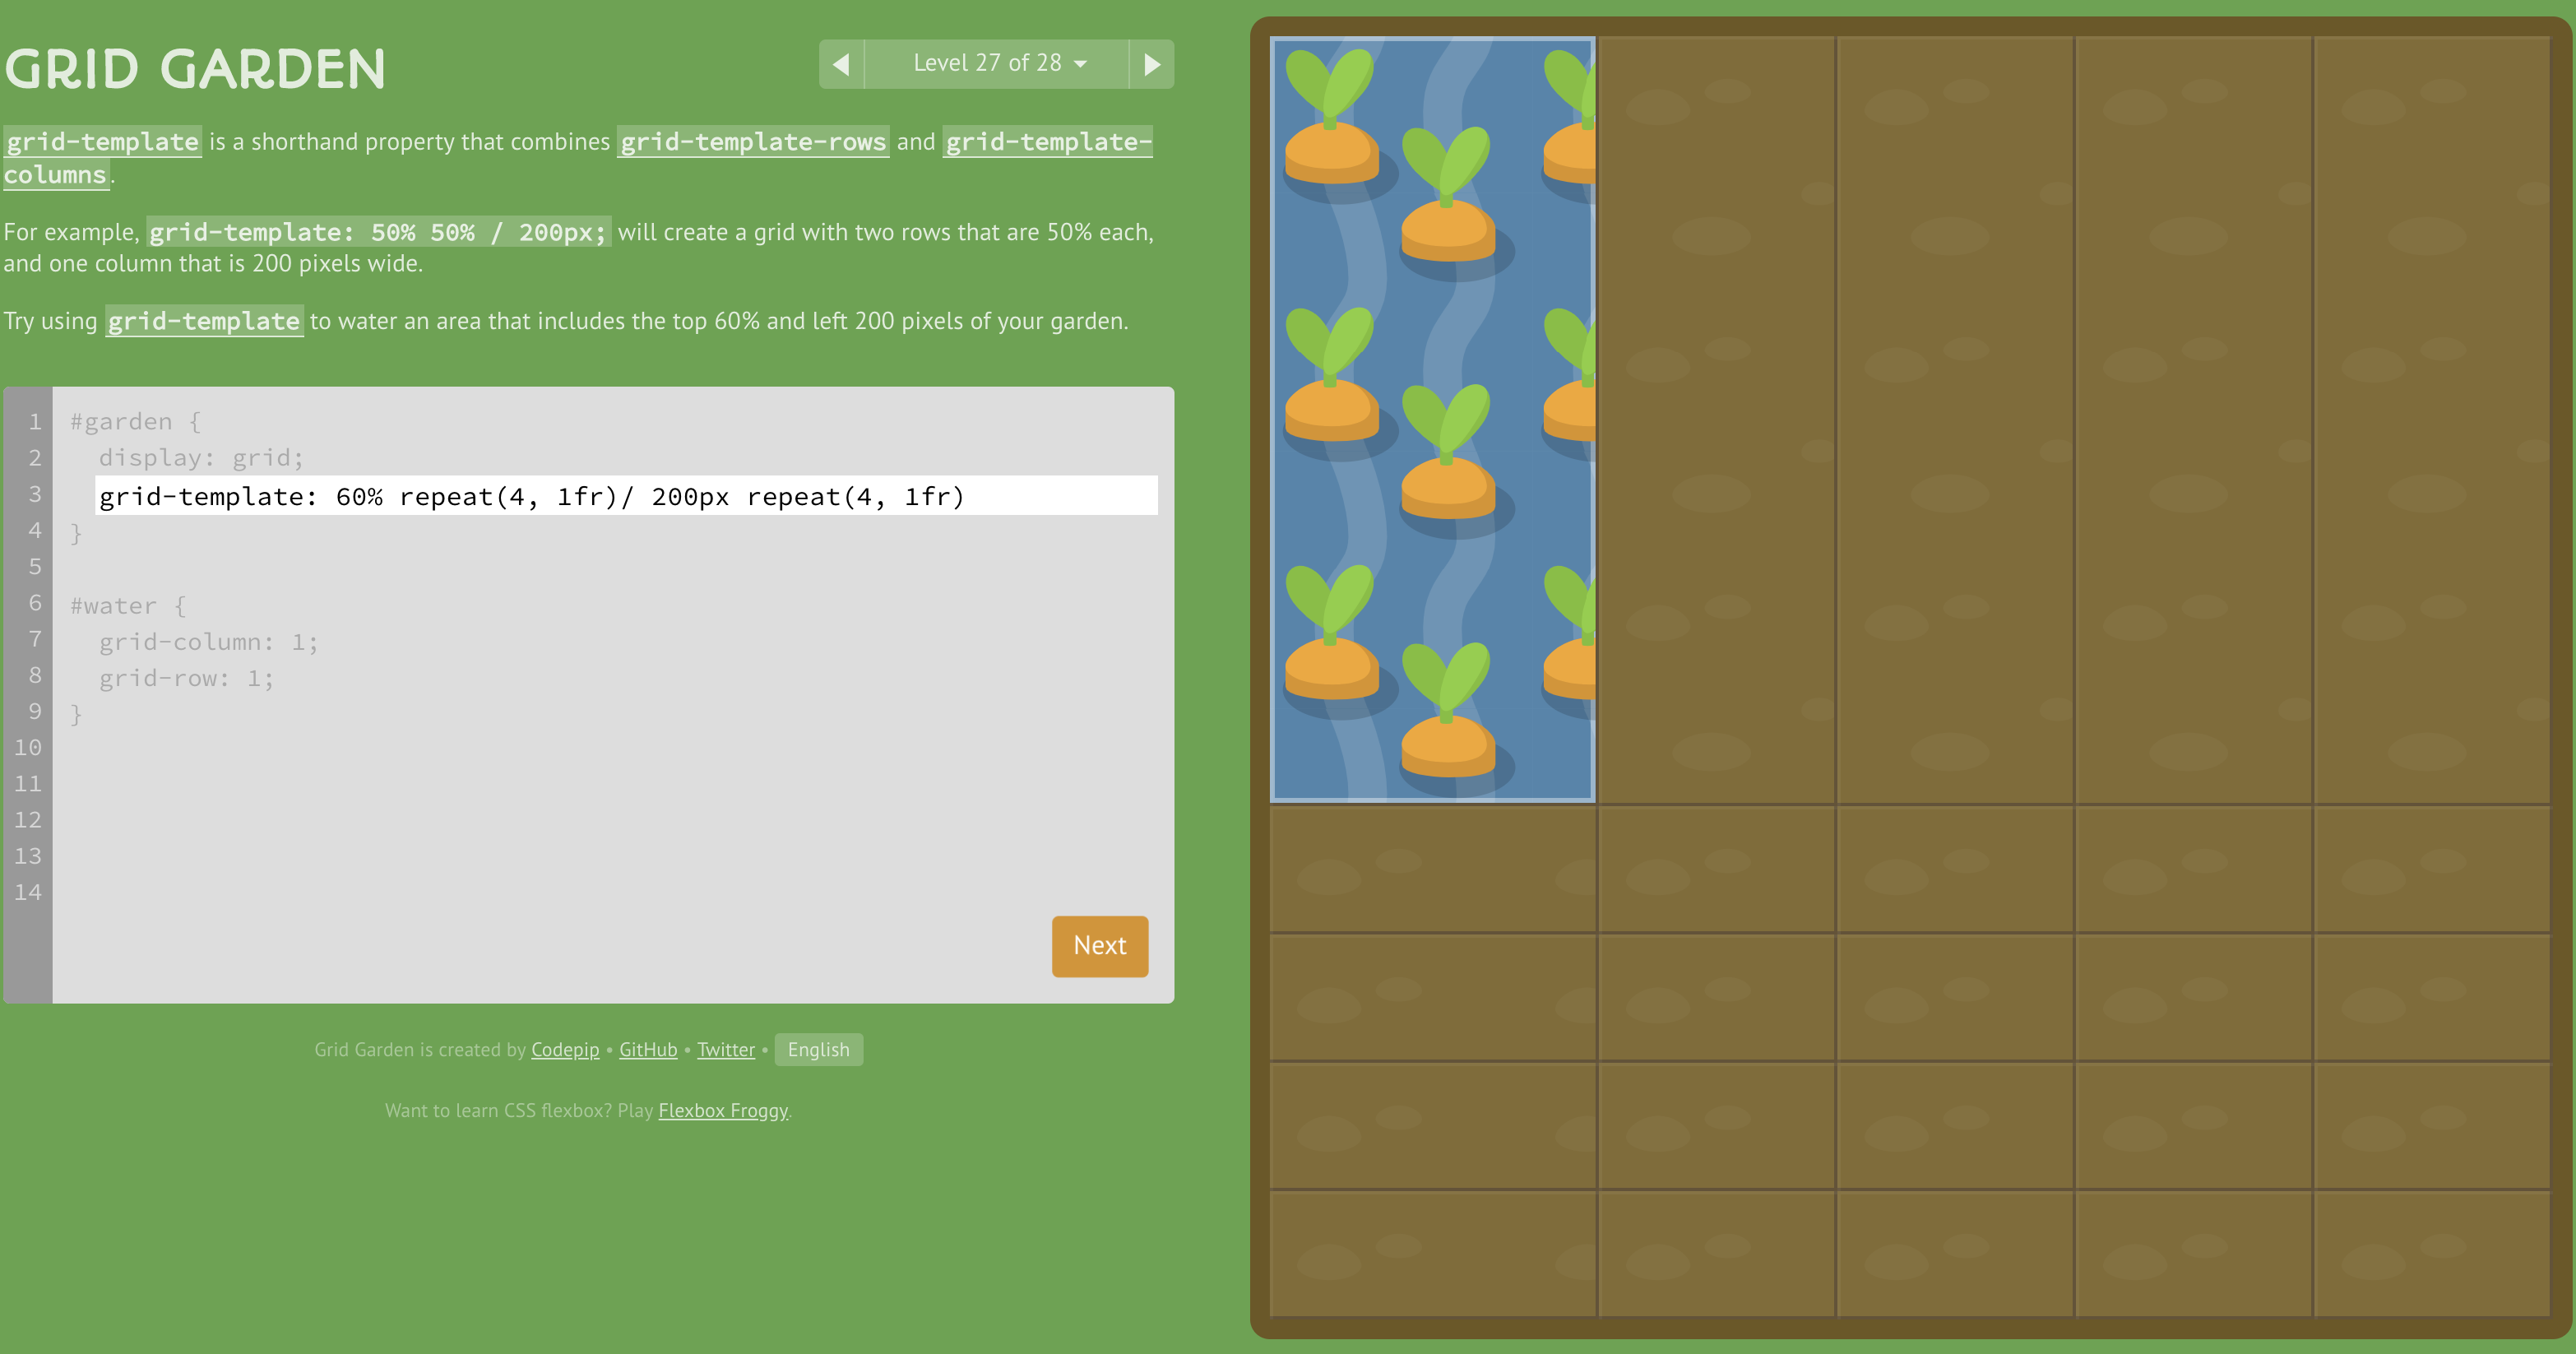 GRID GARDEN
Level 27 of 28
grid-template is a shorthand property that combines grid-template-rows and grid-template-
columns.
For example, grid-template: 50% 50% / 200px; will create a grid with two rows that are 50% each,
and one column that is 200 pixels wide.
Try using grid-template to water an area that includes the top 60% and left 200 pixels of your garden.
1 #garden {
2 display: grid;
3 grid-template: 60% repeat(4, 1fr)/ 200px repeat(4, 1fr)
4 }
5
6 #water {
7 grid-column: 1;
8 grid-row: 1;
9 }
10
11
12
13
14
Next
Grid Garden is created by Codepip • GitHub • Twitter • English
Want to learn CSS flexbox? Play Flexbox Froggy.